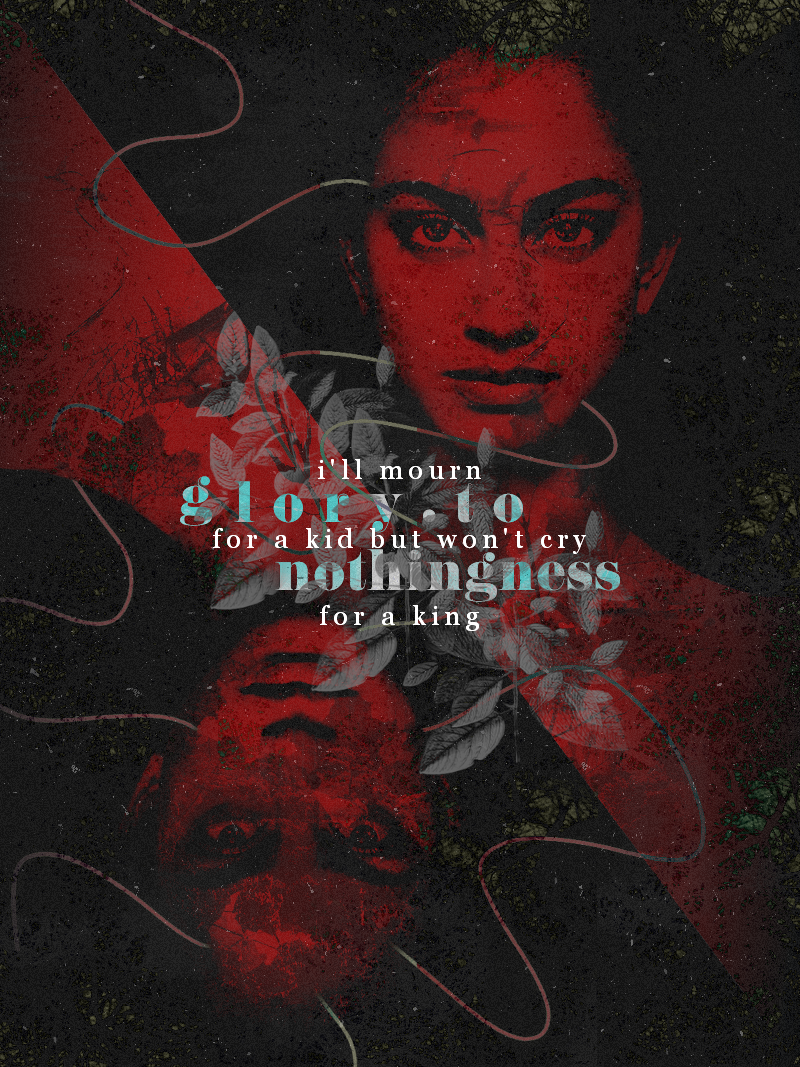 i'll mourn
glory.to
for a kid but won't cry
nothingness
for a king